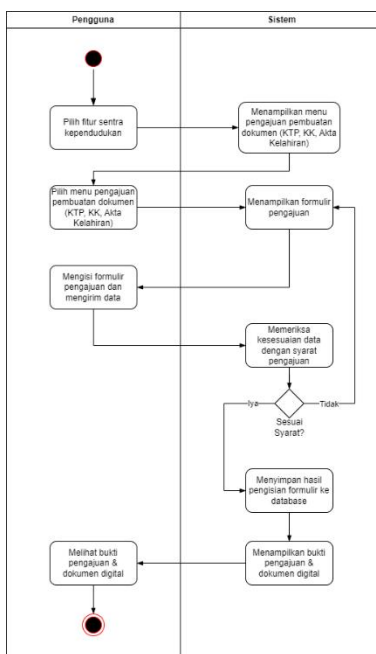 Pengguna
Sistem
Pilih fitur sentra
kependudukan
Menampilkan menu
pengajuan pembuatan
dokumen (KTP, KK, Akta
Kelahiran)
Pilih menu pengajuan
pembuatan dokumen
(KTP, KK, Akta
Kelahiran)
Menampilkan formulir
pengajuan
Mengisi formulir
pengajuan dan
mengirim data
Memeriksa
kesesuaian data
dengan syarat
pengajuan
Iya
Tidak
Sesuai
Syarat?
Menyimpan hasil
pengisian formulir ke
database
Melihat bukti
pengajuan &
dokumen digital
Menampilkan bukti
pengajuan &
dokumen digital